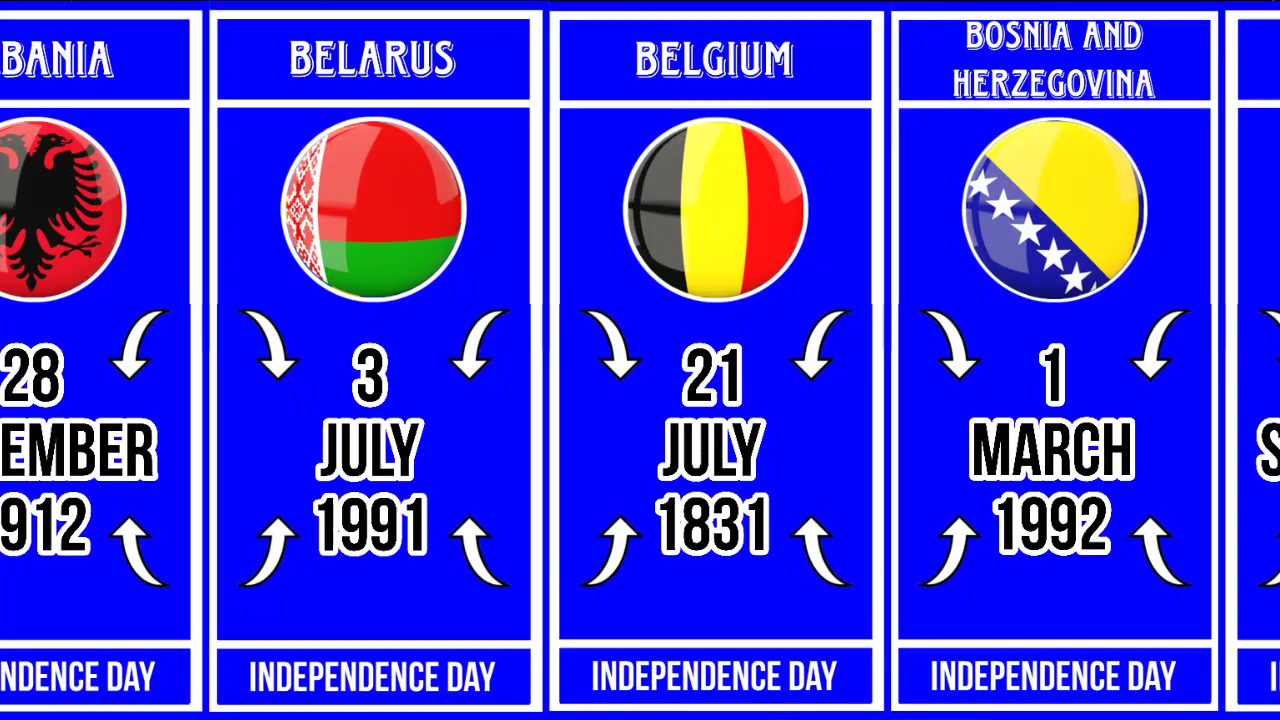 BANIA
28
EMBER
912
NDENCE DAY
BELARUS
3
JULY
1991
INDEPENDENCE DAY
BELGIUM
21
JULY
1831
INDEPENDENCE DAY
BOSNIA AND
HERZEGOVINA
1
MARCH
1992
INDEPENDENCE DAY
S
I